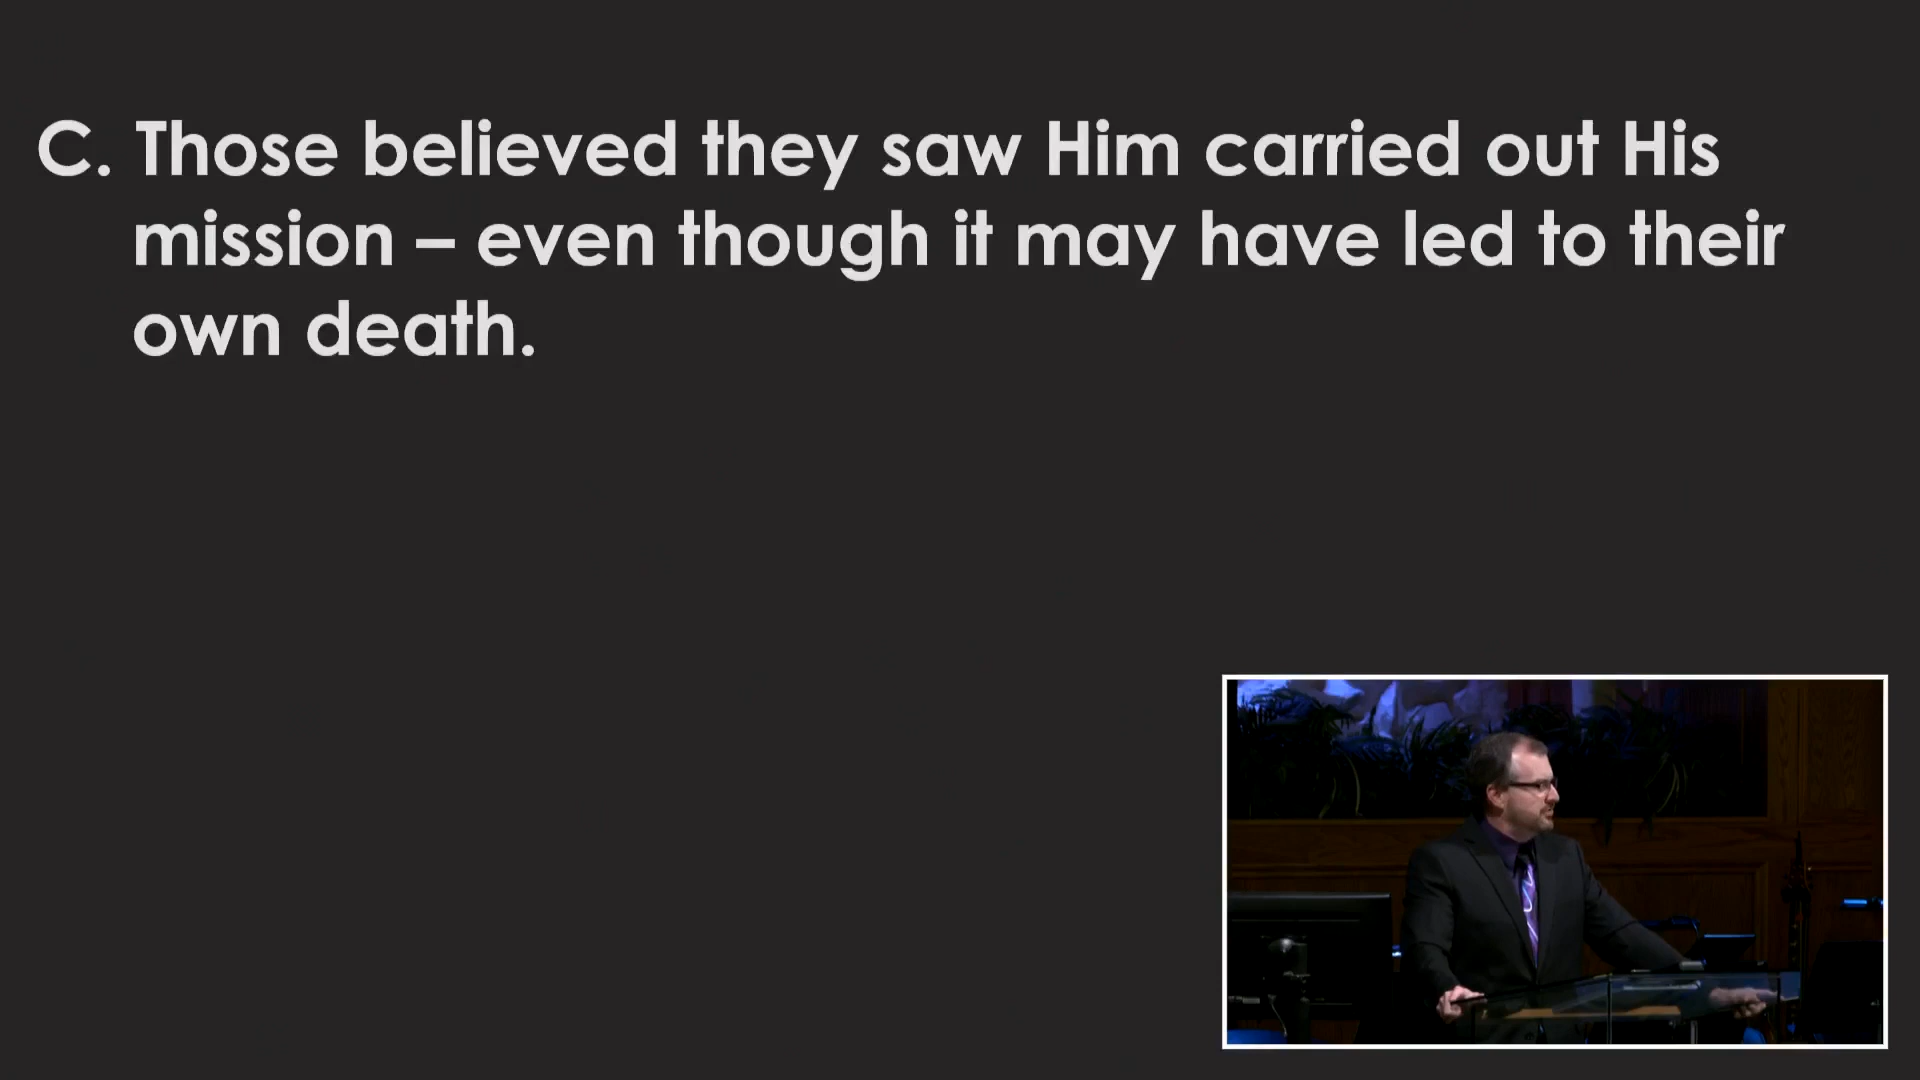 C. Those believed they saw Him carried out His
mission – even though it may have led to their
own death.